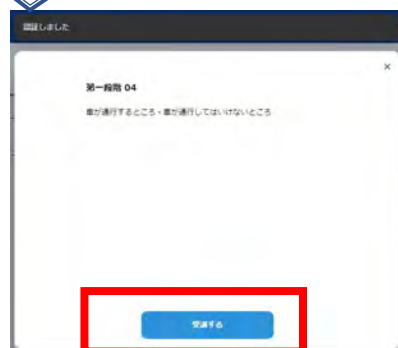 認証しました
×
第一段階 04
車が通行するところ・車が通行してはいけないところ
受講する